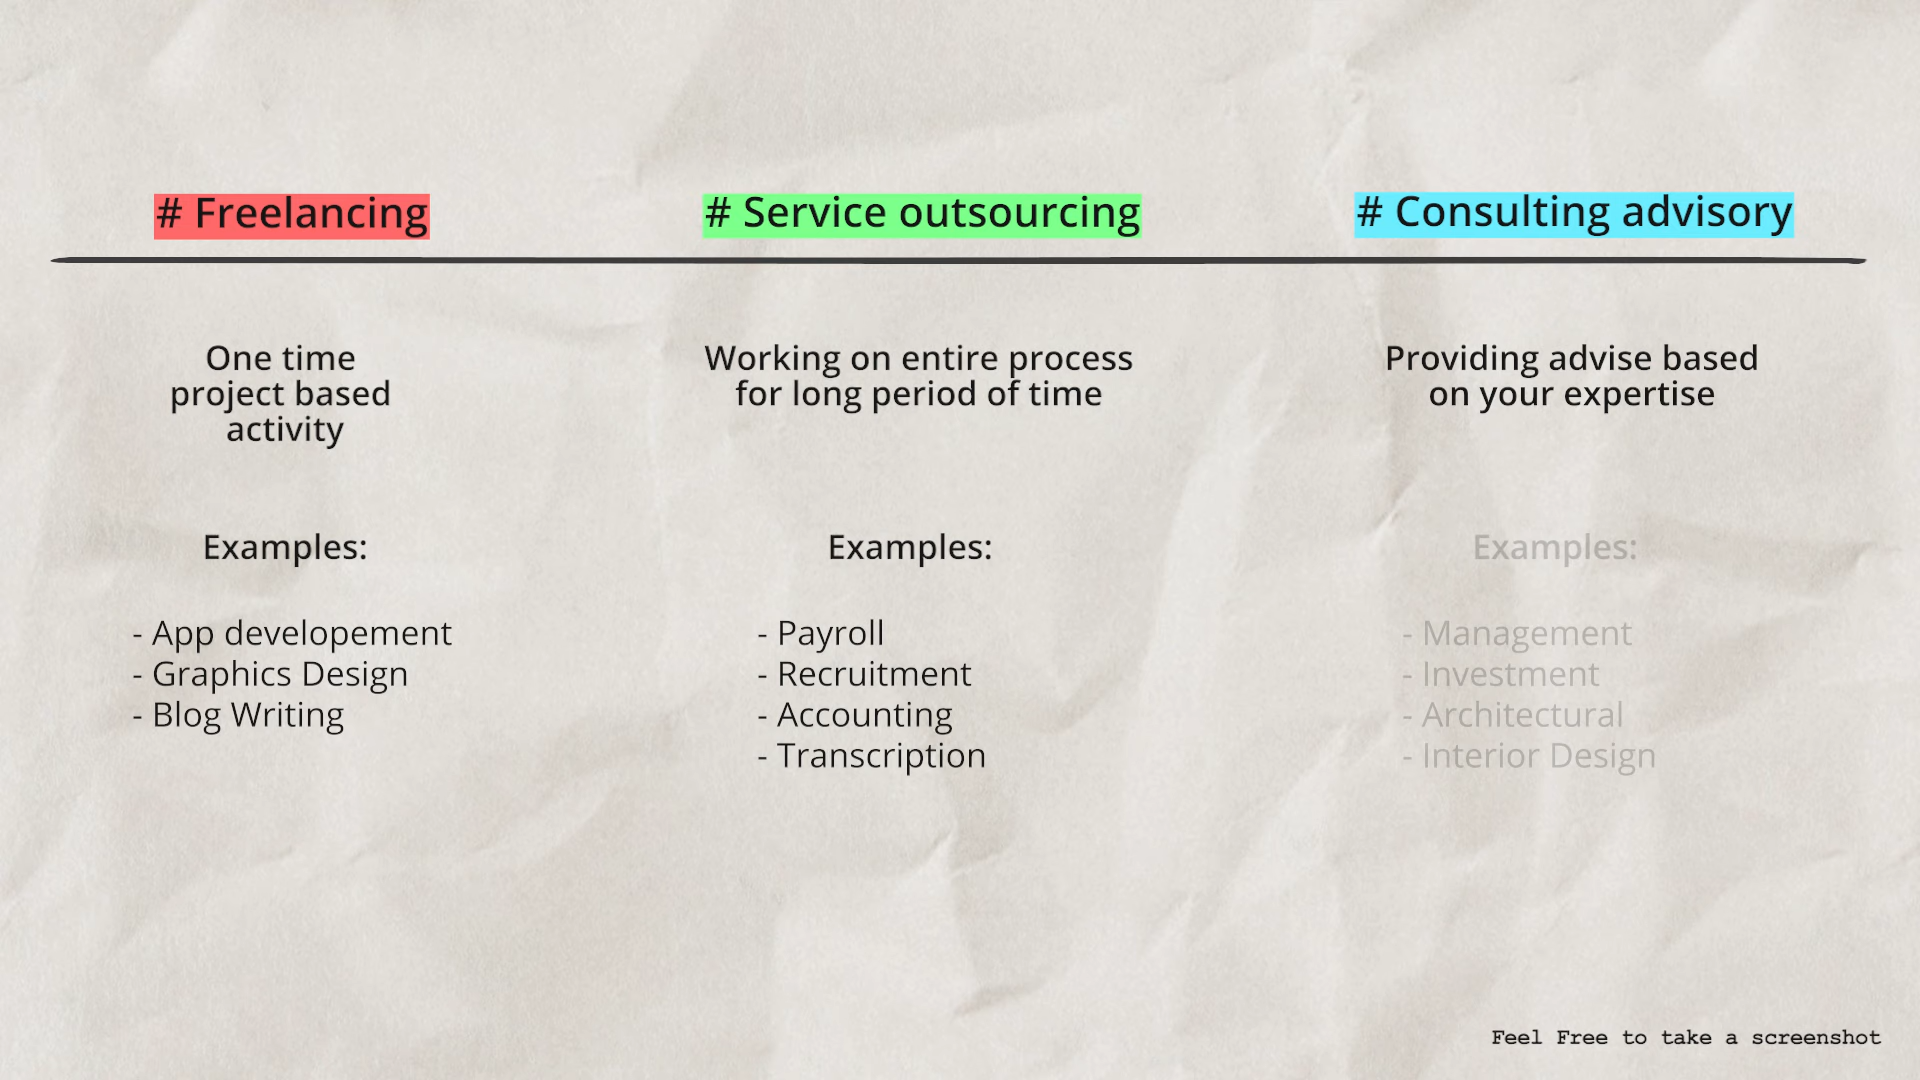 # Freelancing
# Service outsourcing
# Consulting advisory
One time
project based
activity
Working on entire process
for long period of time
Providing advise based
on your expertise
Examples:
- App developement
- Graphics Design
- Blog Writing
Examples:
- Payroll
- Recruitment
- Accounting
- Transcription
Examples:
- Management
- Investment
- Architectural
- Interior Design
Feel Free to take a screenshot